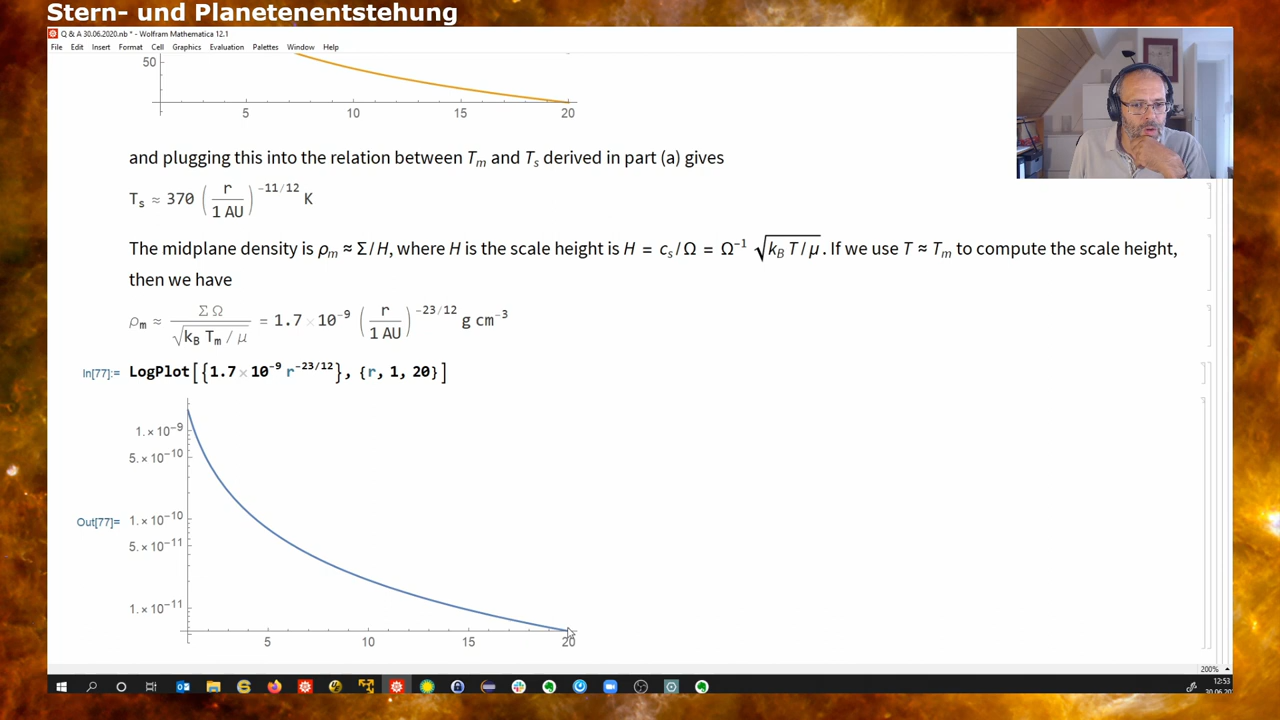 Stern- und Planetenentstehung
Q & A 30.06.2020.nb * - Wolfram Mathematica 12.1
File Edit Insert Format Cell Graphics Evaluation Palettes Window Help
50
5 10 15 20
and plugging this into the relation between Tₘ and Tₛ derived in part (a) gives
Tₛ ≈ 370 (r / 1 AU)^(-11/12) K
The midplane density is ρₘ ≈ Σ/H, where H is the scale height is H = cₛ/Ω = Ω⁻¹ √(k_B T/μ). If we use T ≈ Tₘ to compute the scale height,
then we have
ρₘ ≈ Σ Ω / √(k_B Tₘ / μ) = 1.7 × 10⁻⁹ (r / 1 AU)^(-23/12) g cm⁻³
In[77]:= LogPlot[{1.7 × 10⁻⁹ r^(-23/12)}, {r, 1, 20}]
1. × 10⁻⁹
5. × 10⁻¹⁰
Out[77]= 1. × 10⁻¹⁰
5. × 10⁻¹¹
1. × 10⁻¹¹
5 10 15 20
200%
12:53
30.06.20